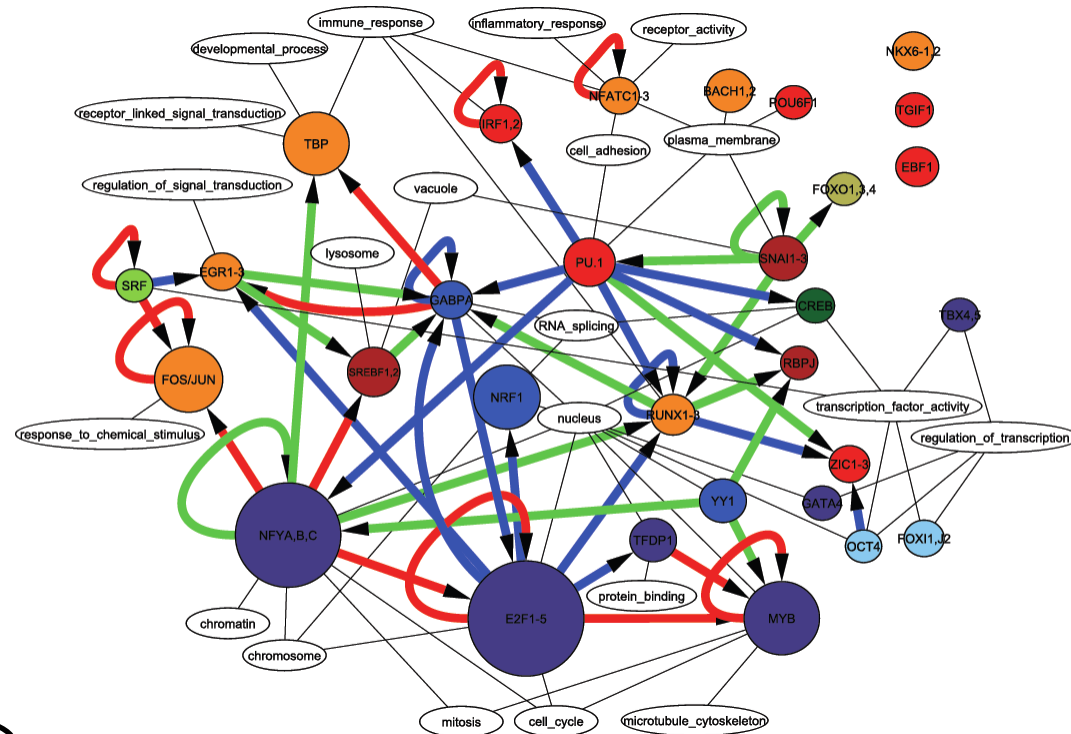 immune_response
inflammatory_response
receptor_activity
developmental_process
NKX6-1,2
receptor_linked_signal_transduction
TBP
NFATC1-3
BACH1,2
POU6F1
TGIF1
IRF1,2
cell_adhesion
plasma_membrane
EBF1
regulation_of_signal_transduction
vacuole
FOXO1,3,4
lysosome
PU.1
SNAI1-3
SRF
EGR1-3
GABPA
CREB
TBX4,5
RNA_splicing
FOS/JUN
SREBF1,2
RBPJ
NRF1
nucleus
RUNX1-3
transcription_factor_activity
response_to_chemical_stimulus
regulation_of_transcription
ZIC1-3
YY1
GATA4
NFYA,B,C
TFDP1
OCT4
FOXI1,J2
protein_binding
chromatin
E2F1-5
MYB
chromosome
mitosis
cell_cycle
microtubule_cytoskeleton